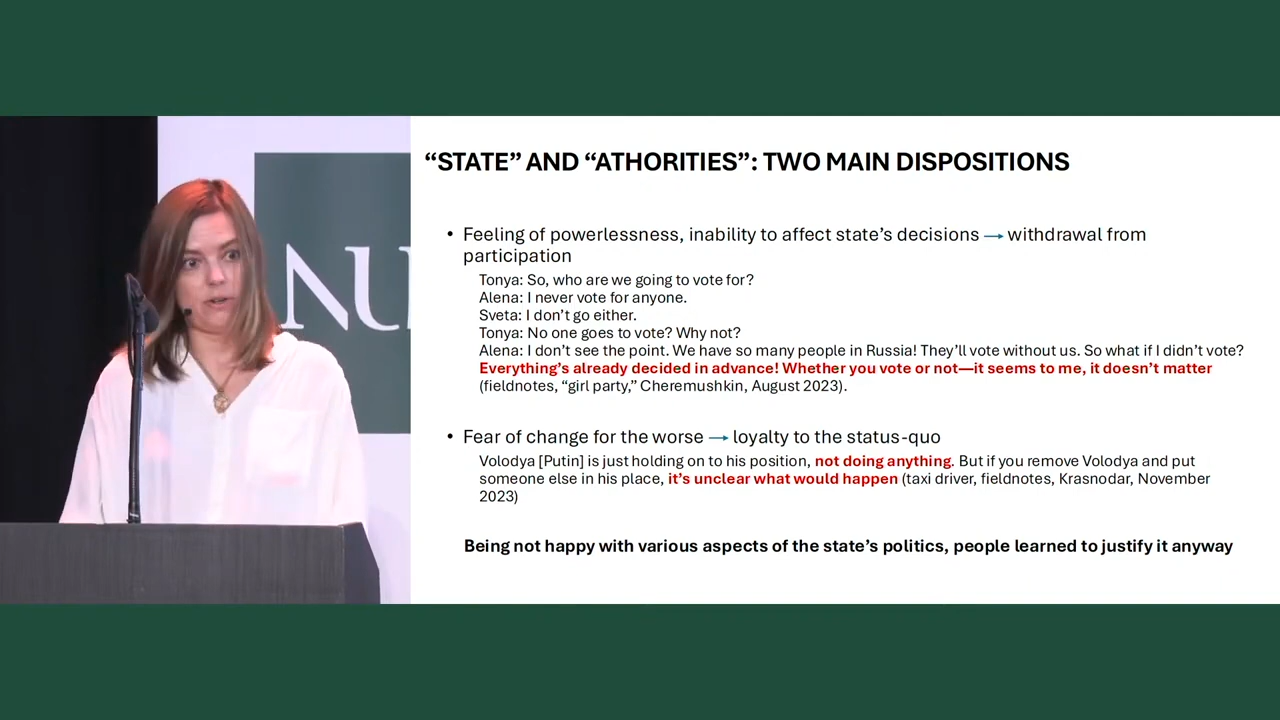 NU
“STATE” AND “ATHORITIES”: TWO MAIN DISPOSITIONS
• Feeling of powerlessness, inability to affect state’s decisions → withdrawal from
participation
Tonya: So, who are we going to vote for?
Alena: I never vote for anyone.
Sveta: I don’t go either.
Tonya: No one goes to vote? Why not?
Alena: I don’t see the point. We have so many people in Russia! They’ll vote without us. So what if I didn’t vote?
Everything’s already decided in advance! Whether you vote or not—it seems to me, it doesn’t matter
(fieldnotes, “girl party,” Cheremushkin, August 2023).
• Fear of change for the worse → loyalty to the status-quo
Volodya [Putin] is just holding on to his position, not doing anything. But if you remove Volodya and put
someone else in his place, it’s unclear what would happen (taxi driver, fieldnotes, Krasnodar, November
2023)
Being not happy with various aspects of the state’s politics, people learned to justify it anyway